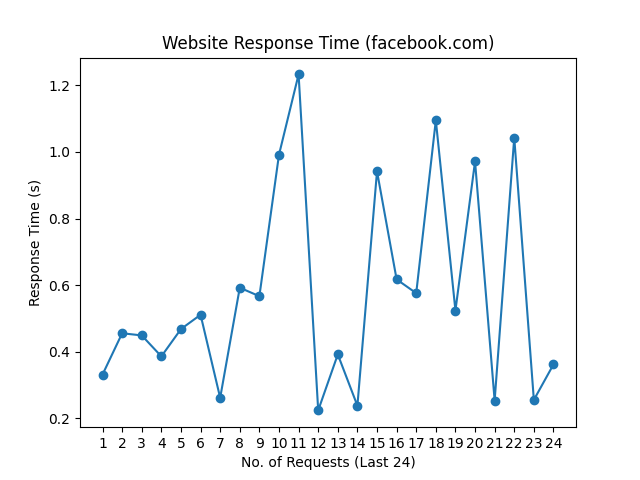 Website Response Time (facebook.com)
1.2
1.0
0.8
0.6
0.4
0.2
Response Time (s)
1 2 3 4 5 6 7 8 9 10 11 12 13 14 15 16 17 18 19 20 21 22 23 24
No. of Requests (Last 24)